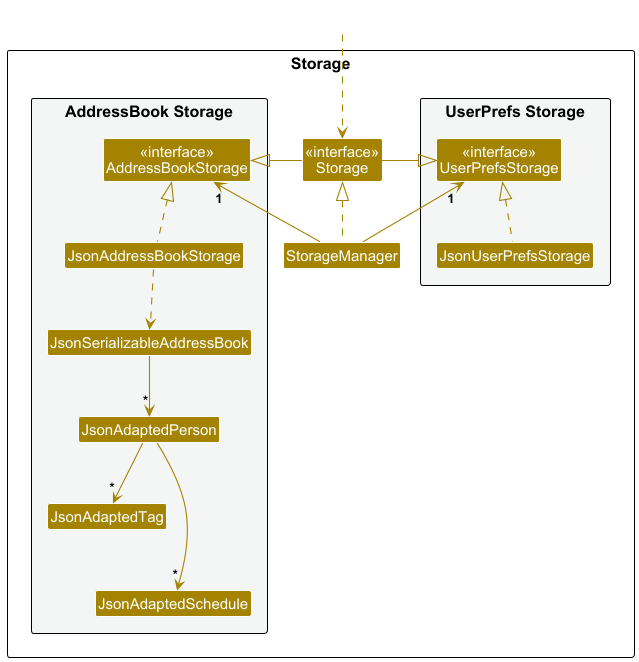 Storage
AddressBook Storage
UserPrefs Storage
«interface»
AddressBookStorage
«interface»
Storage
«interface»
UserPrefsStorage
1
1
JsonAddressBookStorage
StorageManager
JsonUserPrefsStorage
JsonSerializableAddressBook
*
JsonAdaptedPerson
*
JsonAdaptedTag
*
JsonAdaptedSchedule